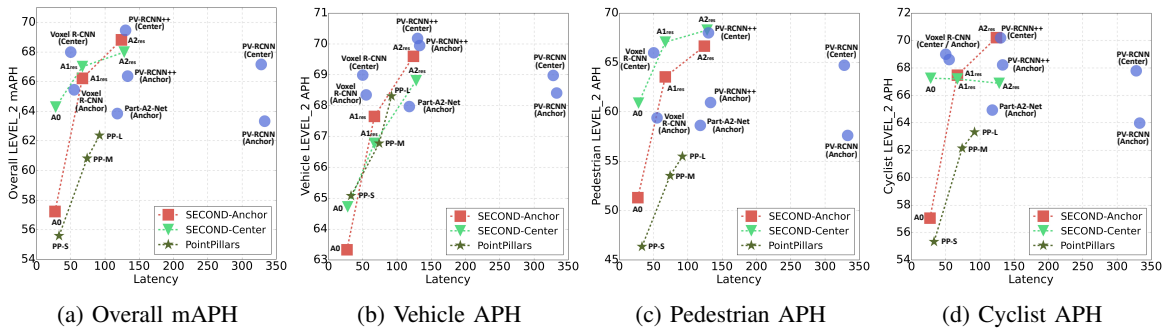 Overall LEVEL_2 mAPH
70
68
66
64
62
60
58
56
54
0 50 100 150 200 250 300 350
Latency
Voxel R-CNN
(Center)
PV-RCNN++
(Center)
A2res
A2res
PV-RCNN
(Center)
A1res
A1res
PV-RCNN++
(Anchor)
Voxel
R-CNN
(Anchor)
A0
Part-A2-Net
(Anchor)
PV-RCNN
(Anchor)
PP-L
PP-M
A0
PP-S
SECOND-Anchor
SECOND-Center
PointPillars
(a) Overall mAPH
Vehicle LEVEL_2 APH
71
70
69
68
67
66
65
64
63
0 50 100 150 200 250 300 350
Latency
PV-RCNN++
(Center)
PV-RCNN++
(Anchor)
A2res
Voxel R-CNN
(Center)
A2res
PV-RCNN
(Center)
Voxel
R-CNN
(Anchor)
PP-L
Part-A2-Net
(Anchor)
PV-RCNN
(Anchor)
A1res
A1res
PP-M
PP-S
A0
A0
SECOND-Anchor
SECOND-Center
PointPillars
(b) Vehicle APH
Pedestrian LEVEL_2 APH
70
65
60
55
50
45
0 50 100 150 200 250 300 350
Latency
A2res
PV-RCNN++
(Center)
Voxel
R-CNN
(Center)
A1res
A2res
PV-RCNN
(Center)
A1res
A0
PV-RCNN++
(Anchor)
Voxel
R-CNN
(Anchor)
Part-A2-Net
(Anchor)
PV-RCNN
(Anchor)
PP-L
PP-M
A0
PP-S
SECOND-Anchor
SECOND-Center
PointPillars
(c) Pedestrian APH
Cyclist LEVEL_2 APH
72
70
68
66
64
62
60
58
56
54
0 50 100 150 200 250 300 350
Latency
A2res
PV-RCNN++
(Center)
Voxel R-CNN
(Center / Anchor)
PV-RCNN++
(Anchor)
PV-RCNN
(Center)
A0
A1res
A2res
Part-A2-Net
(Anchor)
PV-RCNN
(Anchor)
PP-L
PP-M
A0
PP-S
SECOND-Anchor
SECOND-Center
PointPillars
(d) Cyclist APH